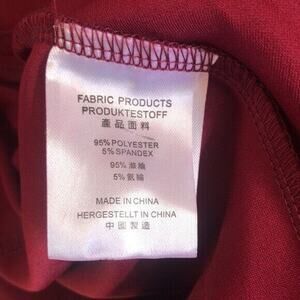 FABRIC PRODUCTS
PRODUKTESTOFF
產品面料
95%POLYESTER
5%SPANDEX
95% 滌綸
5% 氨綸
MADE IN CHINA
HERGESTELLT IN CHINA
中國製造